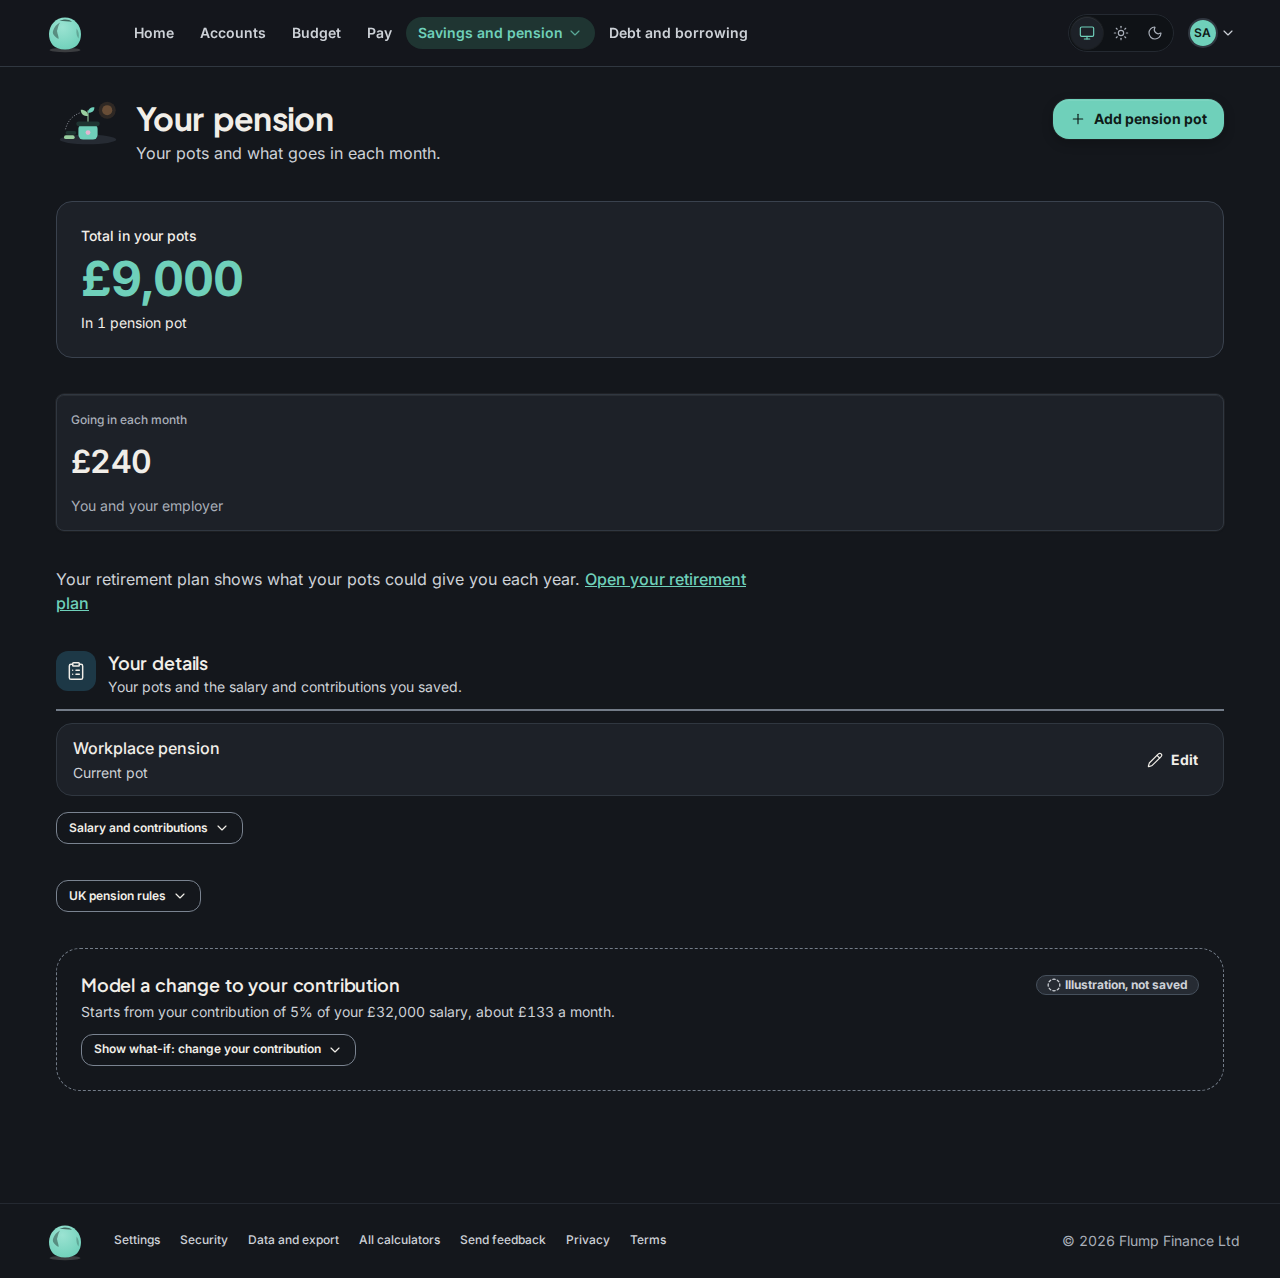 Home
Accounts
Budget
Pay
Savings and pension
Debt and borrowing
SA
Your pension
Your pots and what goes in each month.
Add pension pot
Total in your pots
£9,000
In 1 pension pot
Going in each month
£240
You and your employer
Your retirement plan shows what your pots could give you each year. Open your retirement
plan
Your details
Your pots and the salary and contributions you saved.
Workplace pension
Current pot
Edit
Salary and contributions
UK pension rules
Model a change to your contribution
Illustration, not saved
Starts from your contribution of 5% of your £32,000 salary, about £133 a month.
Show what-if: change your contribution
Settings
Security
Data and export
All calculators
Send feedback
Privacy
Terms
© 2026 Flump Finance Ltd